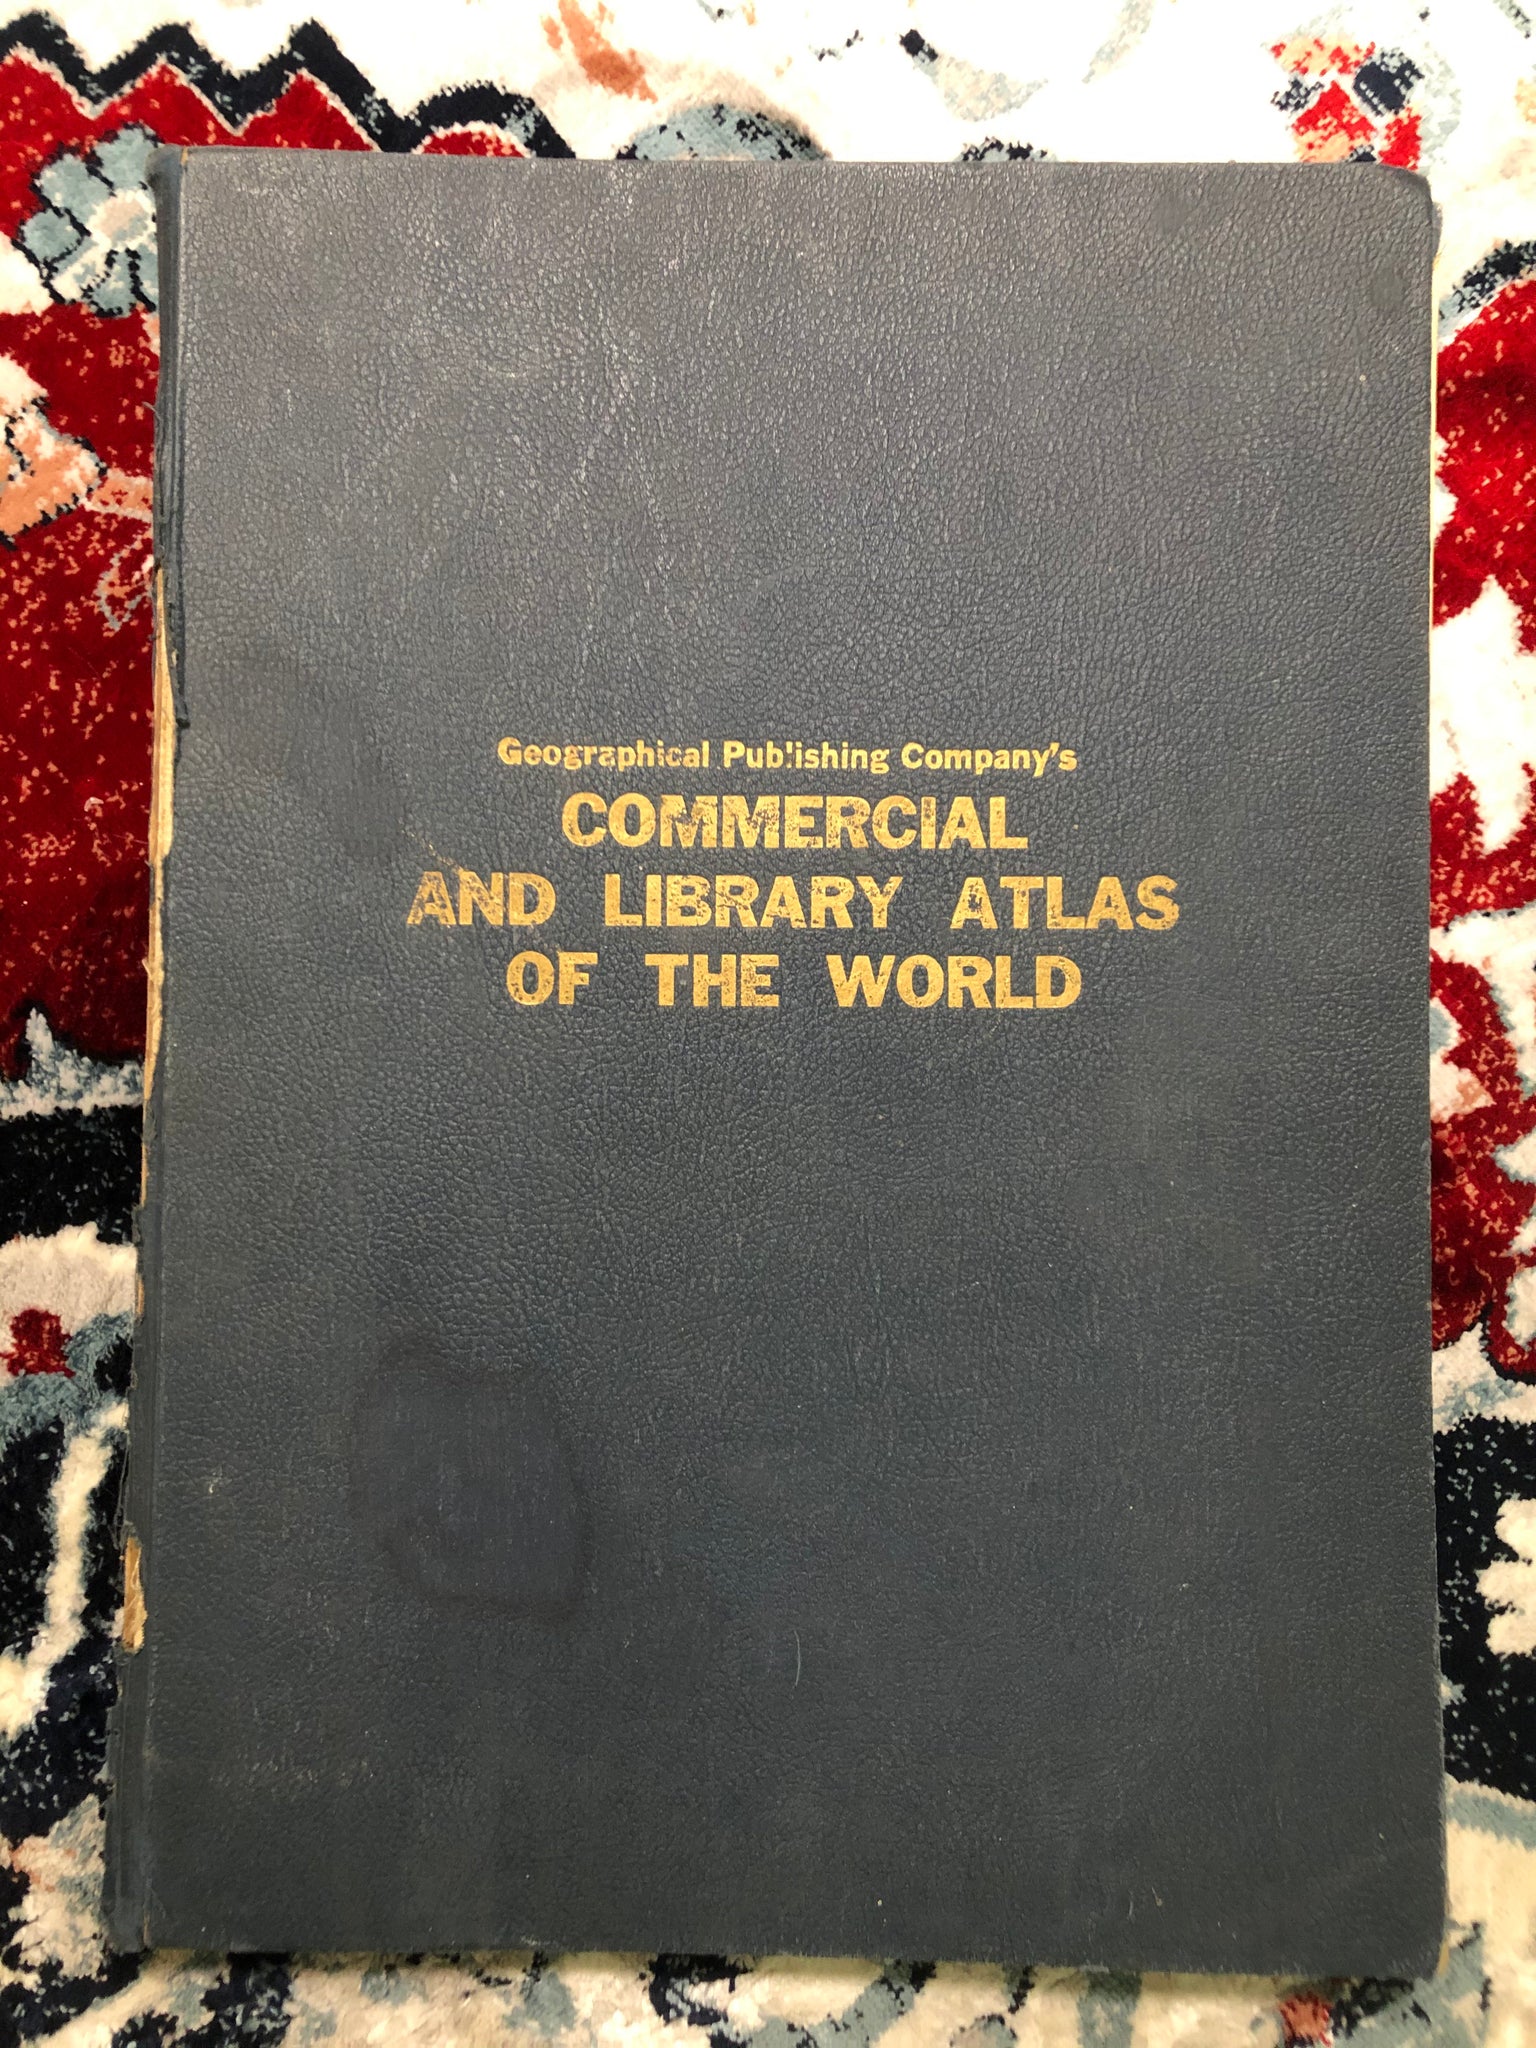 Geographical Publishing Company's
COMMERCIAL
AND LIBRARY ATLAS
OF THE WORLD